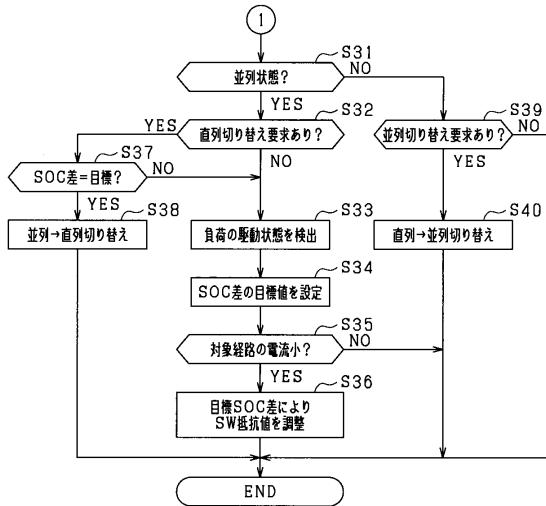 1
S31
並列状態?
NO
YES
S32
直列切り替え要求あり?
YES
NO
S39
並列切り替え要求あり?
NO
YES
S37
SOC差=目標?
NO
YES
S38
並列→直列切り替え
S33
負荷の駆動状態を検出
S40
直列→並列切り替え
S34
SOC差の目標値を設定
S35
対象経路の電流小?
NO
YES
S36
目標SOC差により
SW抵抗値を調整
END